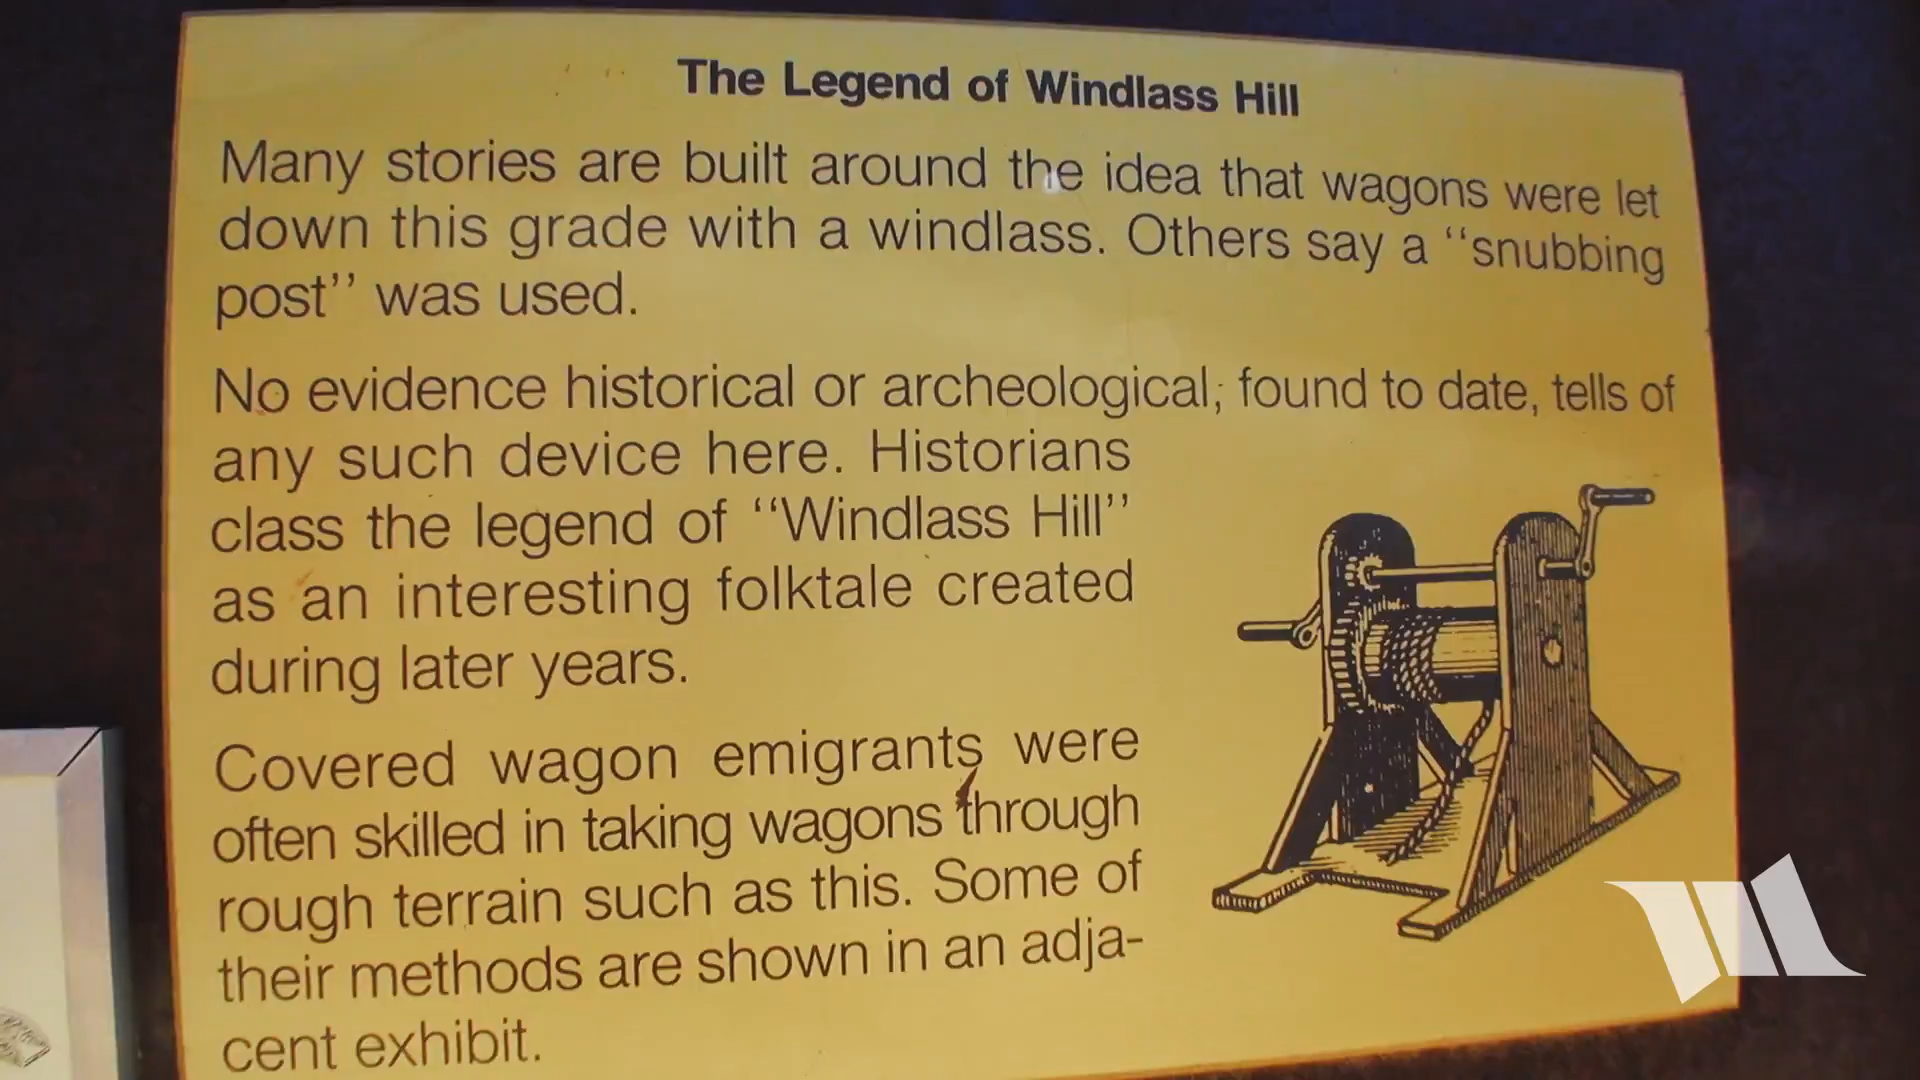 The Legend of Windlass Hill
Many stories are built around the idea that wagons were let
down this grade with a windlass. Others say a ‘‘snubbing
post’’ was used.
No evidence historical or archeological; found to date, tells of
any such device here. Historians
class the legend of ‘‘Windlass Hill’’
as an interesting folktale created
during later years.
Covered wagon emigrants were
often skilled in taking wagons through
rough terrain such as this. Some of
their methods are shown in an adja-
cent exhibit.